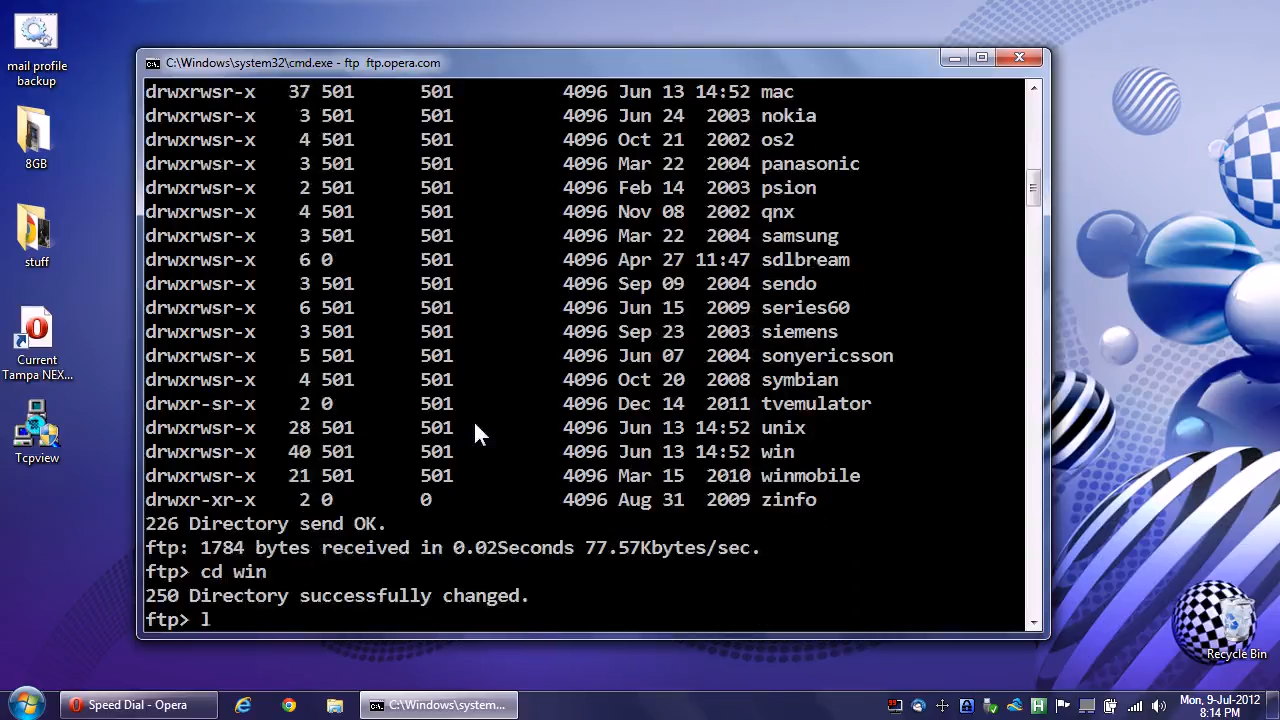 mail profile
backup
8GB
stuff
Current
Tampa NEX...
Tcpview
C:\Windows\system32\cmd.exe - ftp  ftp.opera.com
drwxrwsr-x   37 501      501          4096 Jun 13 14:52 mac
drwxrwsr-x    3 501      501          4096 Jun 24  2003 nokia
drwxrwsr-x    4 501      501          4096 Oct 21  2002 os2
drwxrwsr-x    3 501      501          4096 Mar 22  2004 panasonic
drwxrwsr-x    2 501      501          4096 Feb 14  2003 psion
drwxrwsr-x    4 501      501          4096 Nov 08  2002 qnx
drwxrwsr-x    3 501      501          4096 Mar 22  2004 samsung
drwxrwsr-x    6 0        501          4096 Apr 27 11:47 sdlbream
drwxrwsr-x    3 501      501          4096 Sep 09  2004 sendo
drwxrwsr-x    6 501      501          4096 Jun 15  2009 series60
drwxrwsr-x    3 501      501          4096 Sep 23  2003 siemens
drwxrwsr-x    5 501      501          4096 Jun 07  2004 sonyericsson
drwxrwsr-x    4 501      501          4096 Oct 20  2008 symbian
drwxr-sr-x    2 0        501          4096 Dec 14  2011 tvemulator
drwxrwsr-x   28 501      501          4096 Jun 13 14:52 unix
drwxrwsr-x   40 501      501          4096 Jun 13 14:52 win
drwxrwsr-x   21 501      501          4096 Mar 15  2010 winmobile
drwxr-xr-x    2 0        0            4096 Aug 31  2009 zinfo
226 Directory send OK.
ftp: 1784 bytes received in 0.02Seconds 77.57Kbytes/sec.
ftp> cd win
250 Directory successfully changed.
ftp> l
Recycle Bin
Speed Dial - Opera
C:\Windows\system...
Mon, 9-Jul-2012
8:14 PM